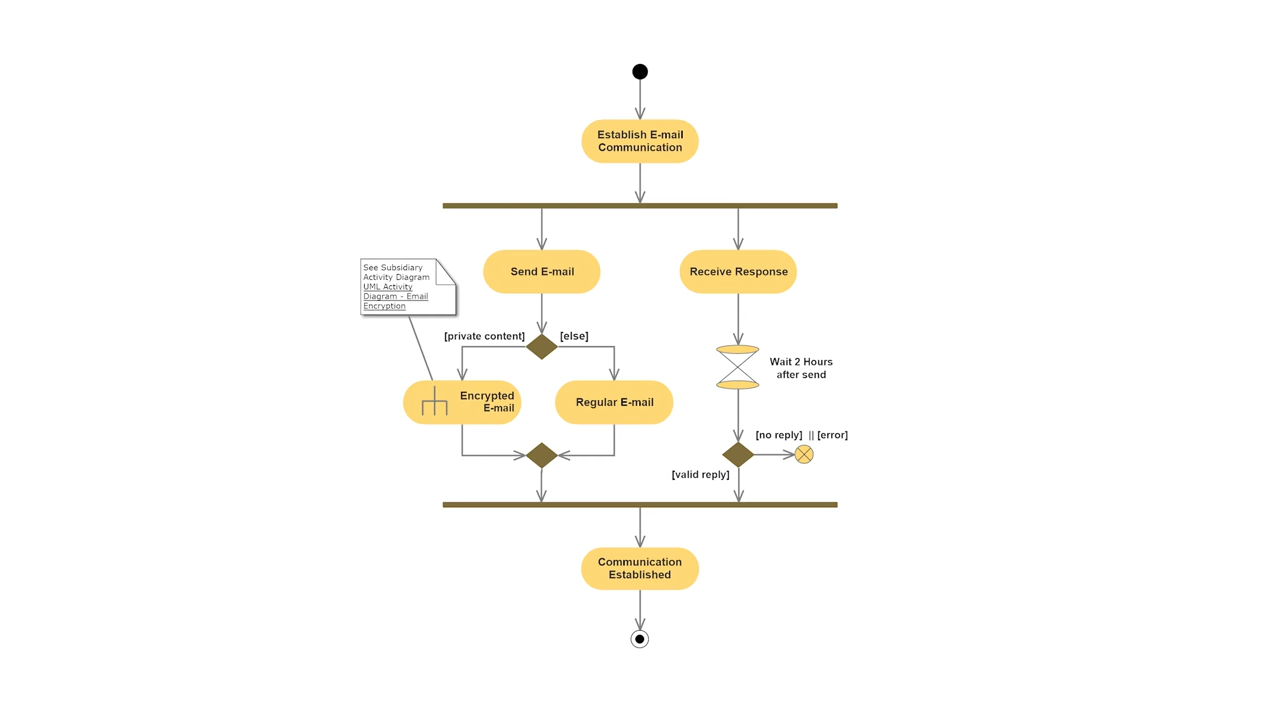 Establish E-mail
Communication
Send E-mail
Receive Response
See Subsidiary
Activity Diagram
UML Activity
Diagram - Email
Encryption
[private content]
[else]
Wait 2 Hours
after send
Encrypted
E-mail
Regular E-mail
[no reply] || [error]
[valid reply]
Communication
Established